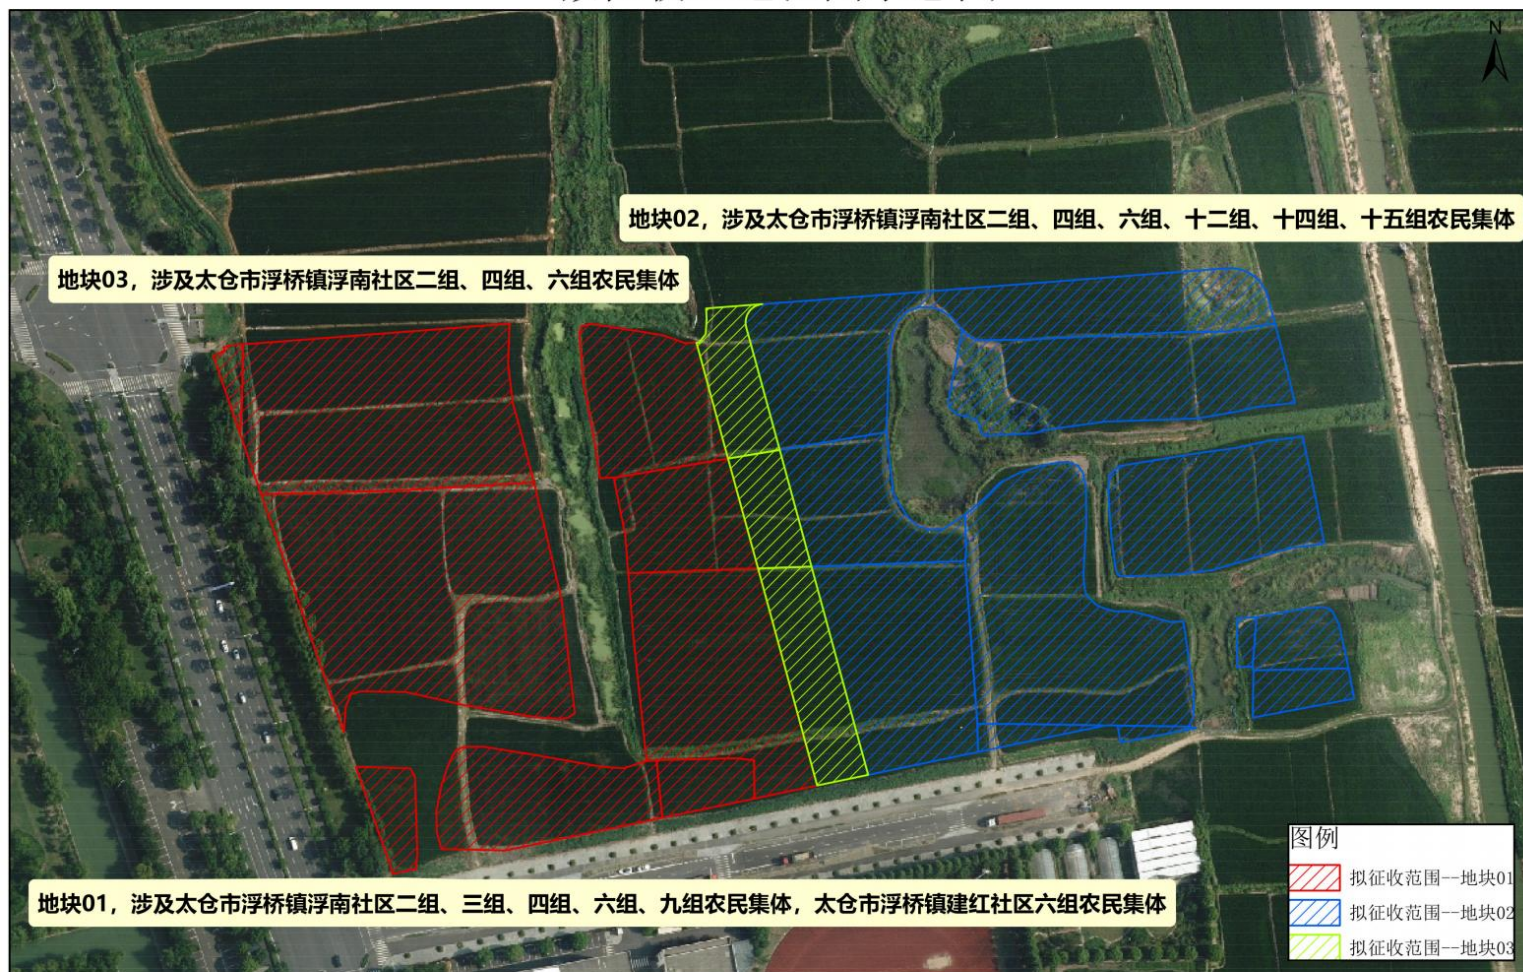 N
地块02，涉及太仓市浮桥镇浮南社区二组、四组、六组、十二组、十四组、十五组农民集体
地块03，涉及太仓市浮桥镇浮南社区二组、四组、六组农民集体
地块01，涉及太仓市浮桥镇浮南社区二组、三组、四组、六组、九组农民集体，太仓市浮桥镇建红社区六组农民集体
图例
拟征收范围--地块01
拟征收范围--地块02
拟征收范围--地块03